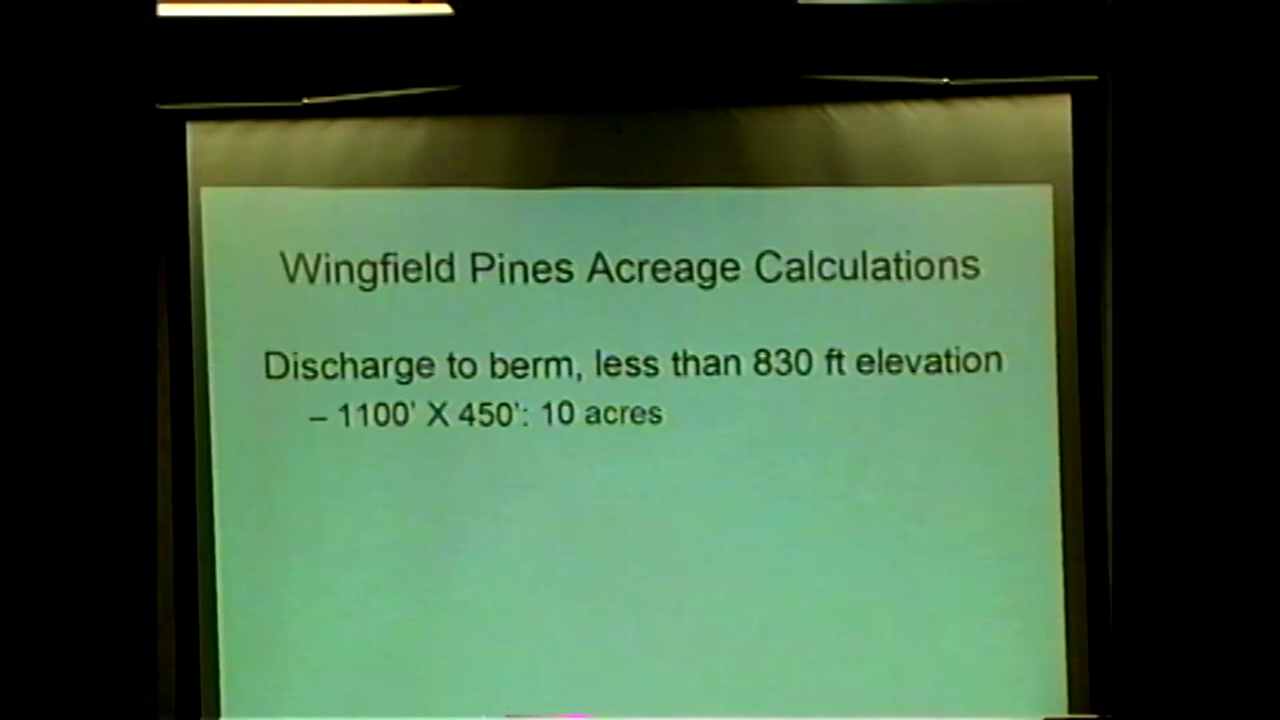 Wingfield Pines Acreage Calculations
Discharge to berm, less than 830 ft elevation
– 1100' X 450': 10 acres